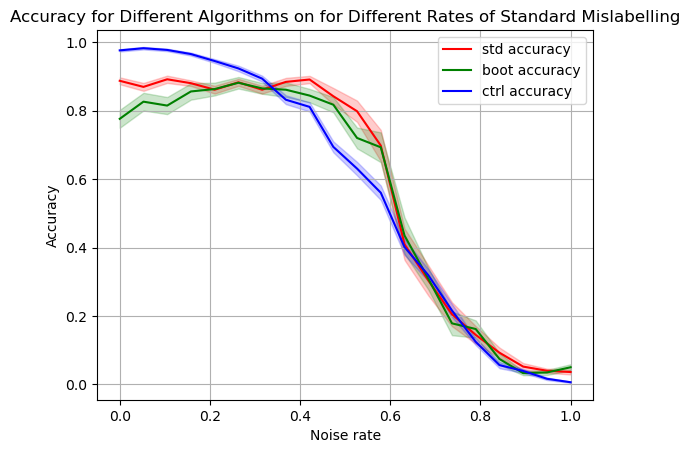 Accuracy for Different Algorithms on for Different Rates of Standard Mislabelling
1.0
0.8
0.6
0.4
0.2
0.0
Accuracy
std accuracy
boot accuracy
ctrl accuracy
0.0 0.2 0.4 0.6 0.8 1.0
Noise rate